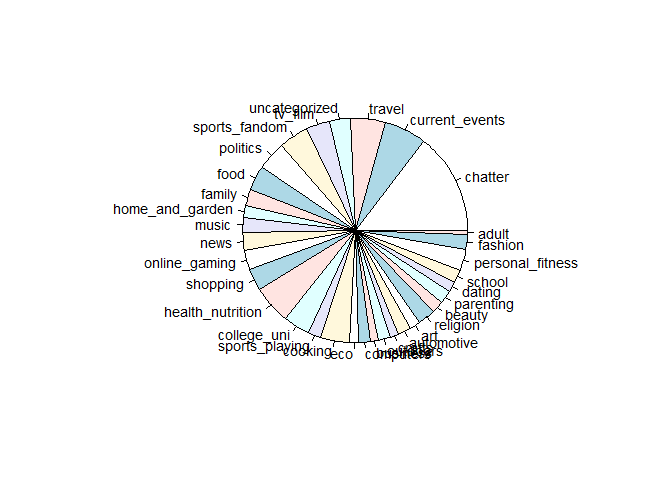 uncategorized
travel
tv_film
current_events
sports_fandom
politics
chatter
food
family
home_and_garden
music
adult
news
fashion
online_gaming
personal_fitness
shopping
school
dating
parenting
health_nutrition
beauty
religion
college_uni
art
sports_playing
automotive
cooking
eco
computers